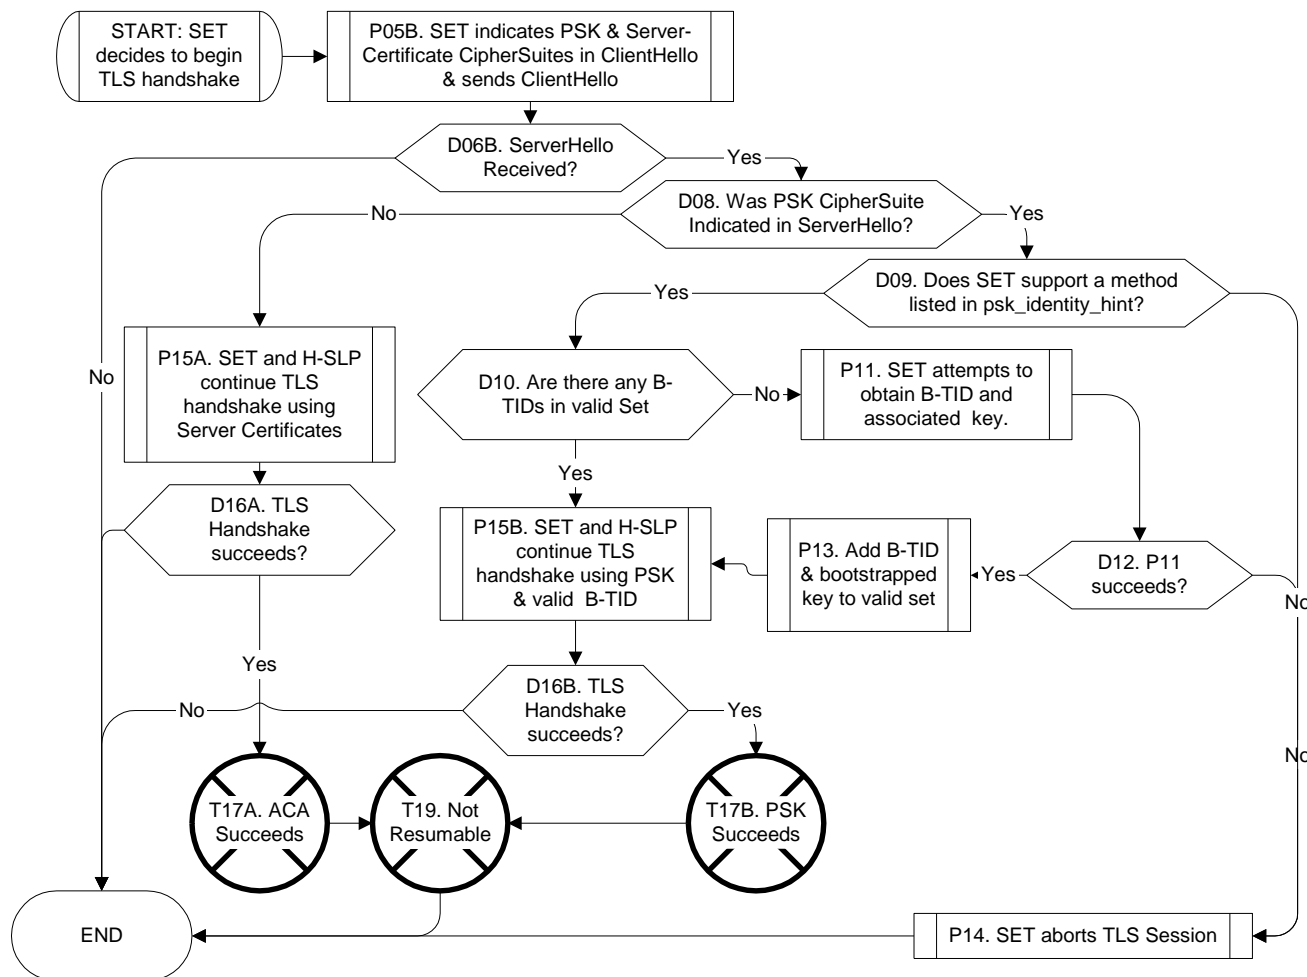 START: SET
decides to begin
TLS handshake
P05B. SET indicates PSK & Server-
Certificate CipherSuites in ClientHello
& sends ClientHello
D06B. ServerHello
Received?
Yes
D08. Was PSK CipherSuite
Indicated in ServerHello?
No
Yes
D09. Does SET support a method
listed in psk_identity_hint?
Yes
P15A. SET and H-SLP
continue TLS
handshake using
Server Certificates
No
D10. Are there any B-
TIDs in valid Set
No
P11. SET attempts to
obtain B-TID and
associated key.
Yes
D16A. TLS
Handshake
succeeds?
P15B. SET and H-SLP
continue TLS
handshake using PSK
& valid B-TID
P13. Add B-TID
& bootstrapped
key to valid set
Yes
D12. P11
succeeds?
No
Yes
D16B. TLS
Handshake
succeeds?
No
Yes
No
T17A. ACA
Succeeds
T19. Not
Resumable
T17B. PSK
Succeeds
END
P14. SET aborts TLS Session